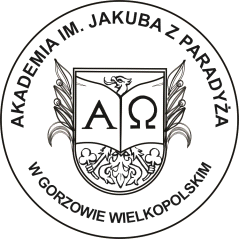 AKADEMIA IM. JAKUBA Z PARADYŻA
Α Ω
W GORZOWIE WIELKOPOLSKIM